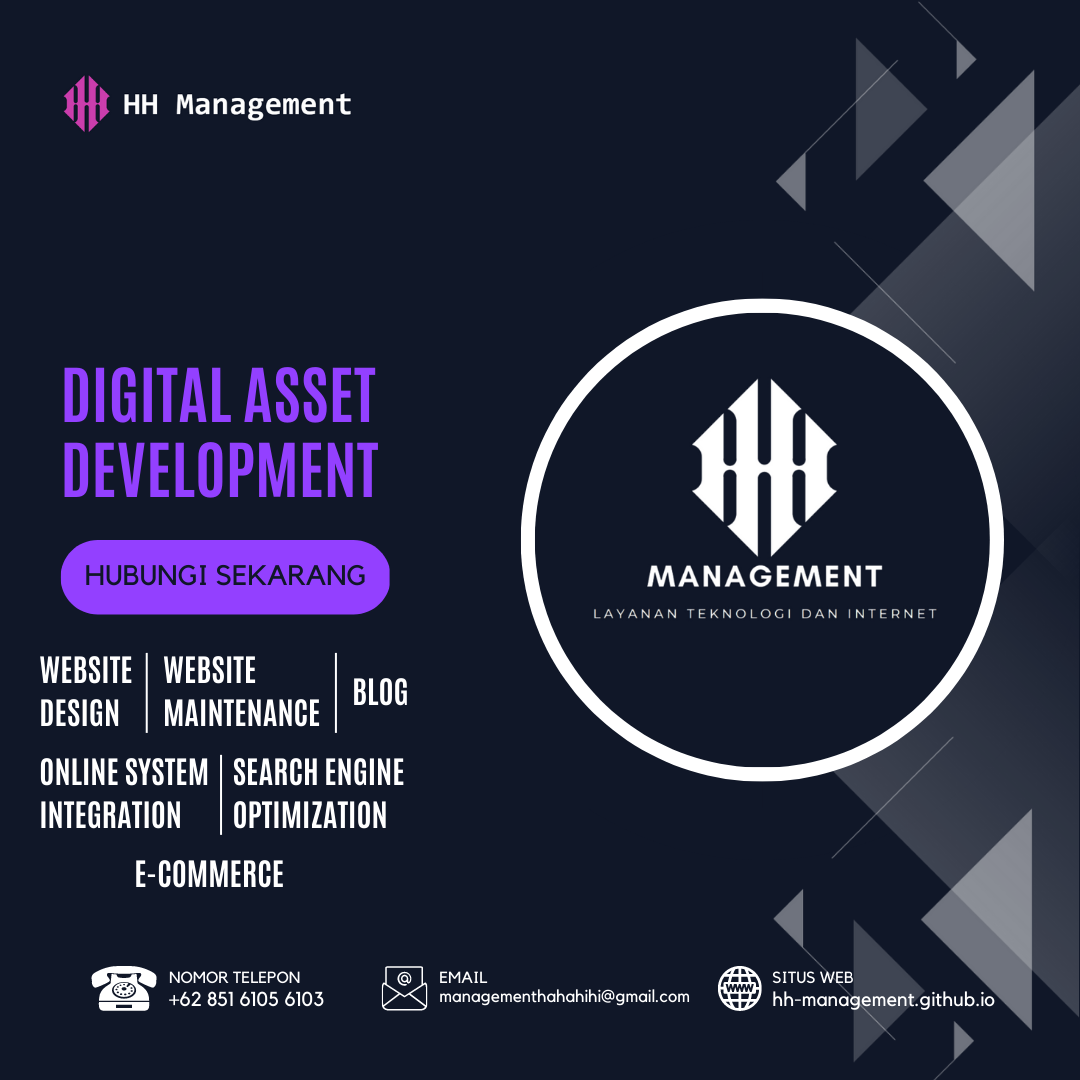 HH Management
DIGITAL ASSET
DEVELOPMENT
HUBUNGI SEKARANG
WEBSITE
DESIGN
WEBSITE
MAINTENANCE
BLOG
ONLINE SYSTEM
INTEGRATION
SEARCH ENGINE
OPTIMIZATION
E-COMMERCE
HH
MANAGEMENT
LAYANAN TEKNOLOGI DAN INTERNET
NOMOR TELEPON
+62 851 6105 6103
@
EMAIL
managementhahahihi@gmail.com
WWW
SITUS WEB
hh-management.github.io